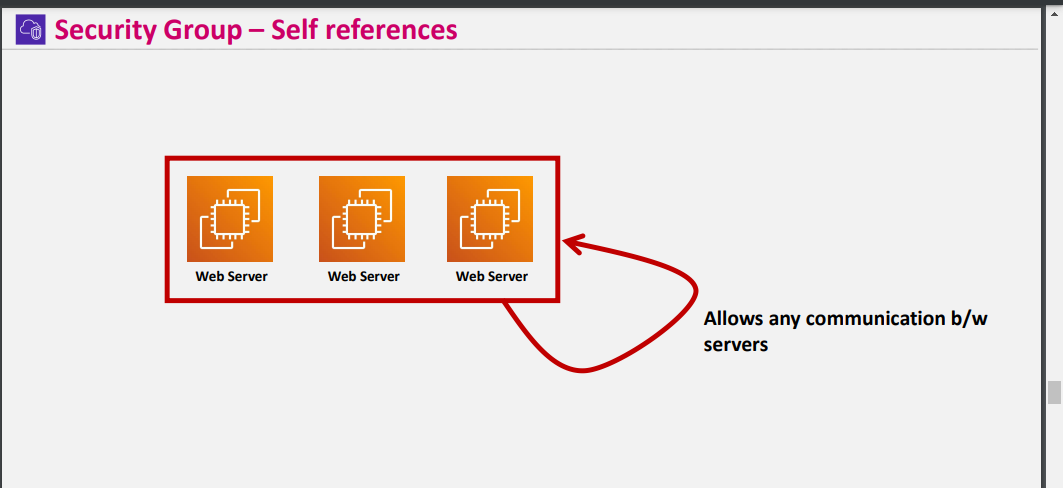 Security Group – Self references
Web Server
Web Server
Web Server
Allows any communication b/w
servers